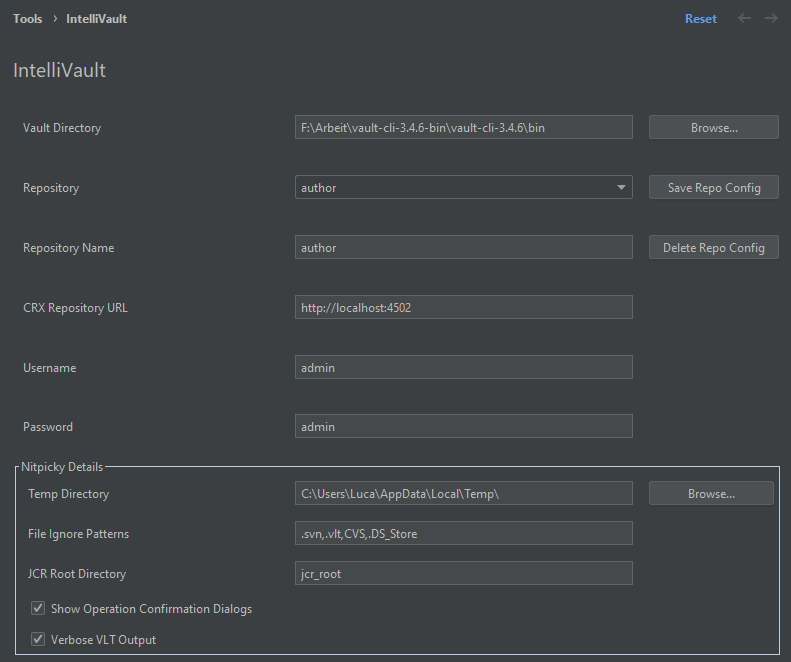 Tools › IntelliVault Reset
IntelliVault
Vault Directory F:\Arbeit\vault-cli-3.4.6-bin\vault-cli-3.4.6\bin Browse...
Repository author Save Repo Config
Repository Name author Delete Repo Config
CRX Repository URL http://localhost:4502
Username admin
Password admin
Nitpicky Details
Temp Directory C:\Users\Luca\AppData\Local\Temp\ Browse...
File Ignore Patterns .svn,.vlt,CVS,.DS_Store
JCR Root Directory jcr_root
Show Operation Confirmation Dialogs
Verbose VLT Output